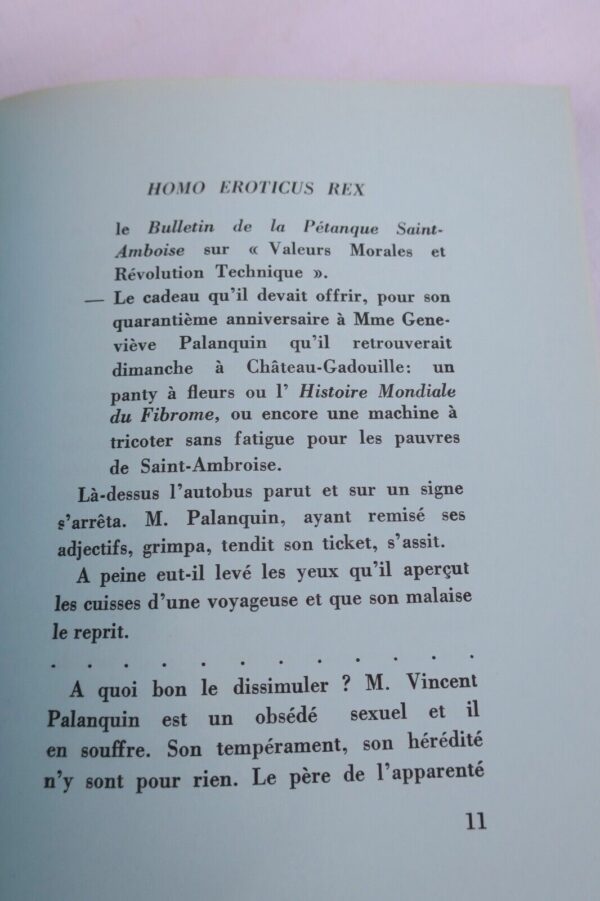 HOMO EROTICUS REX
le Bulletin de la Pétanque Saint-
Amboise sur « Valeurs Morales et
Révolution Technique ».
— Le cadeau qu'il devait offrir, pour son
quarantième anniversaire à Mme Gene-
viève Palanquin qu'il retrouverait
dimanche à Château-Gadouille: un
panty à fleurs ou l' Histoire Mondiale
du Fibrome, ou encore une machine à
tricoter sans fatigue pour les pauvres
de Saint-Ambroise.
Là-dessus l'autobus parut et sur un signe
s'arrêta. M. Palanquin, ayant remisé ses
adjectifs, grimpa, tendit son ticket, s'assit.
A peine eut-il levé les yeux qu'il aperçut
les cuisses d'une voyageuse et que son malaise
le reprit.
. . . . . . . . . . . .
A quoi bon le dissimuler ? M. Vincent
Palanquin est un obsédé sexuel et il
en souffre. Son tempérament, son hérédité
n'y sont pour rien. Le père de l'apparenté
11